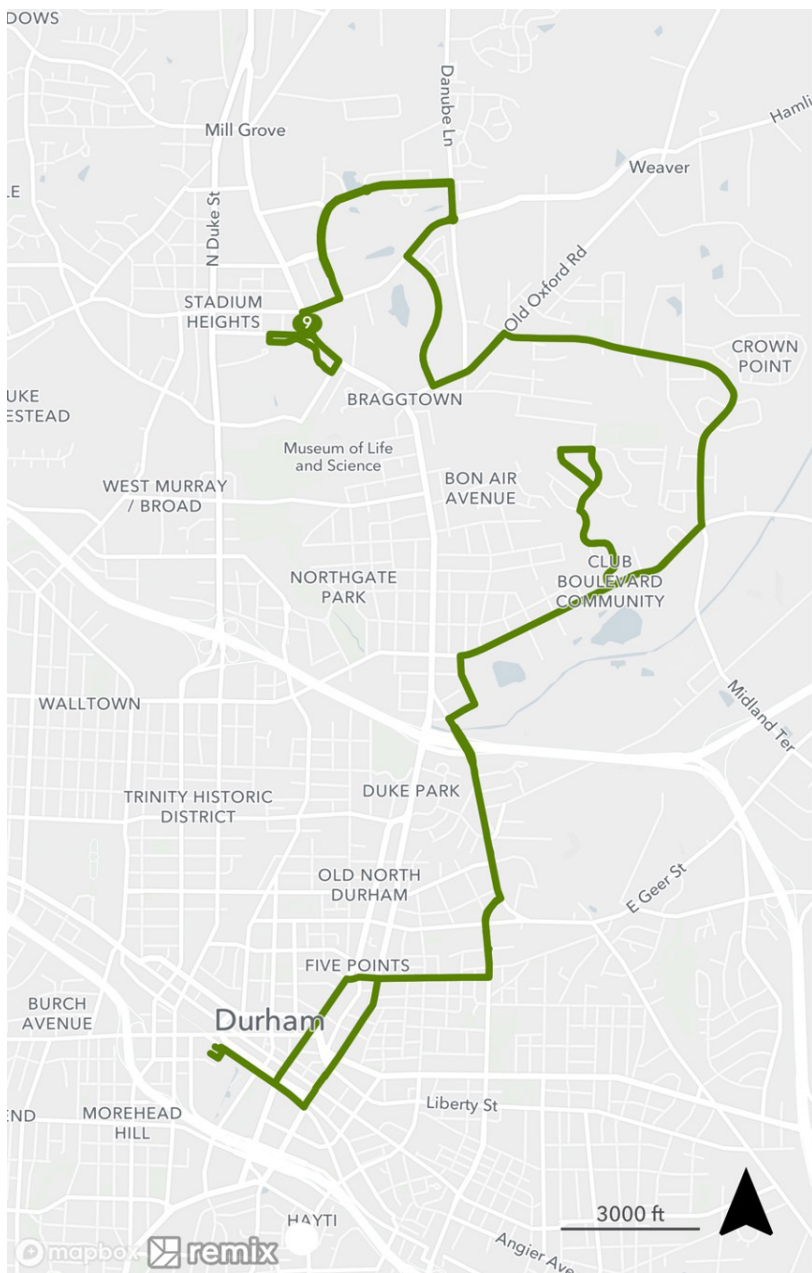 DOWS
Mill Grove
Danube Ln
Hamli
Weaver
LE
N Duke St
Old Oxford Rd
STADIUM
HEIGHTS
9
CROWN
POINT
UKE
ESTEAD
BRAGGTOWN
Museum of Life
and Science
BON AIR
AVENUE
WEST MURRAY
/ BROAD
CLUB
BOULEVARD
COMMUNITY
NORTHGATE
PARK
WALLTOWN
Midland Ter
DUKE PARK
TRINITY HISTORIC
DISTRICT
OLD NORTH
DURHAM
E Geer St
FIVE POINTS
BURCH
AVENUE
Durham
Liberty St
END
MOREHEAD
HILL
3000 ft
HAYTI
Angier Ave
mapbox remix